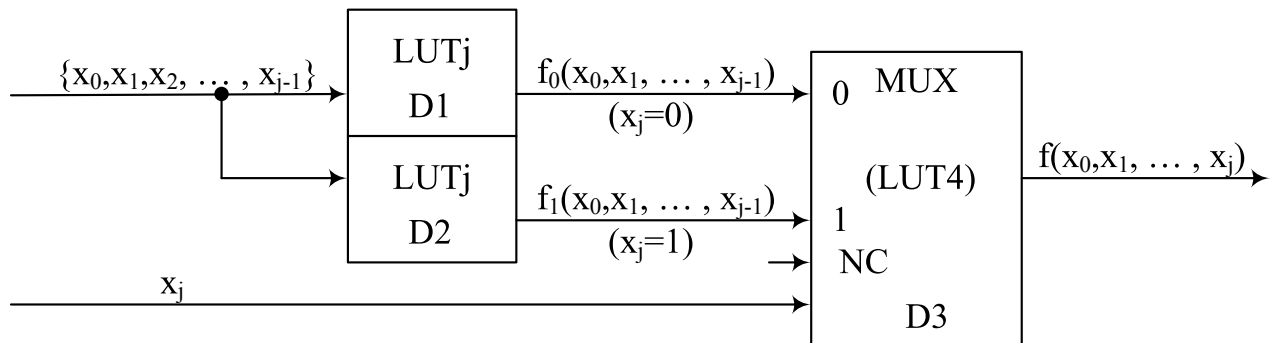 {x₀,x₁,x₂, … , xⱼ₋₁}
LUTj
D1
f₀(x₀,x₁, … , xⱼ₋₁)
(xⱼ=0)
0
MUX
LUTj
D2
f₁(x₀,x₁, … , xⱼ₋₁)
(xⱼ=1)
1
(LUT4)
f(x₀,x₁, … , xⱼ)
NC
xⱼ
D3